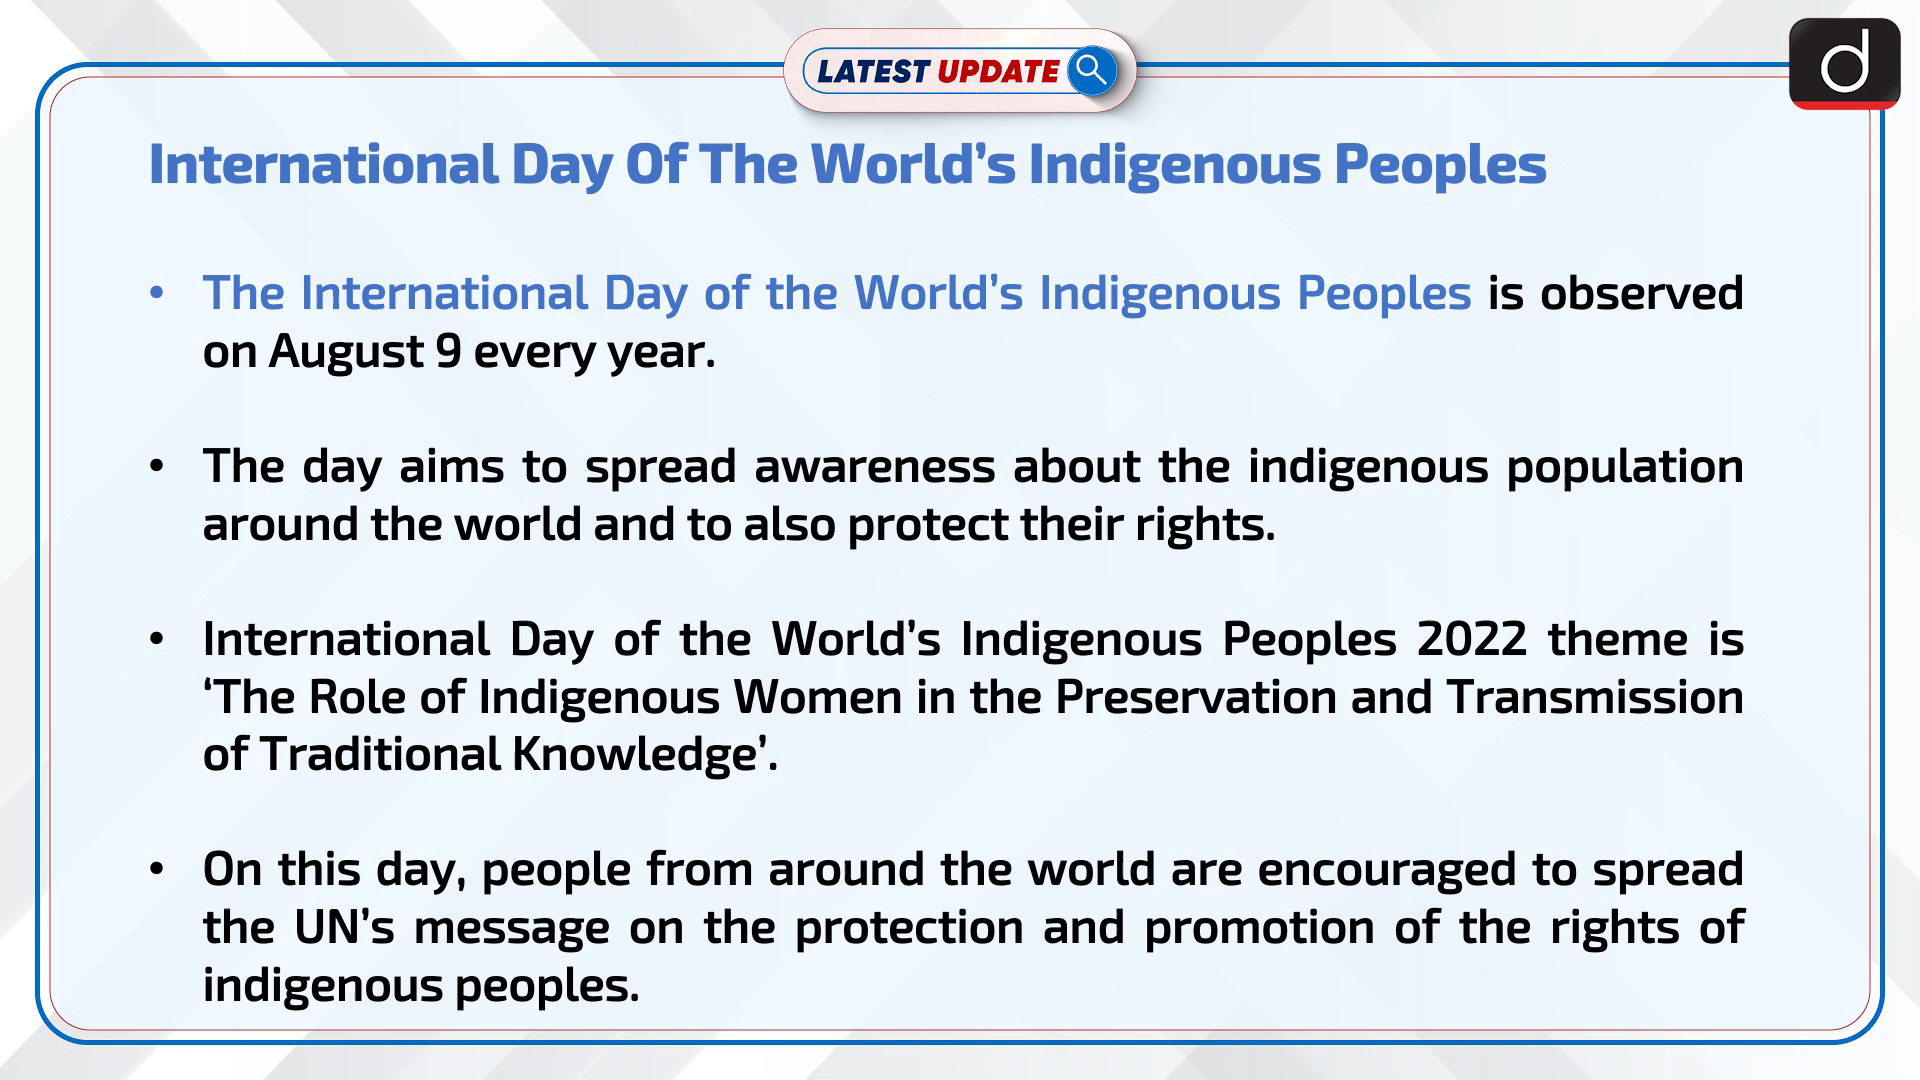 LATEST UPDATE
d
International Day Of The World’s Indigenous Peoples
• The International Day of the World’s Indigenous Peoples is observed
on August 9 every year.
• The day aims to spread awareness about the indigenous population
around the world and to also protect their rights.
• International Day of the World’s Indigenous Peoples 2022 theme is
‘The Role of Indigenous Women in the Preservation and Transmission
of Traditional Knowledge’.
• On this day, people from around the world are encouraged to spread
the UN’s message on the protection and promotion of the rights of
indigenous peoples.